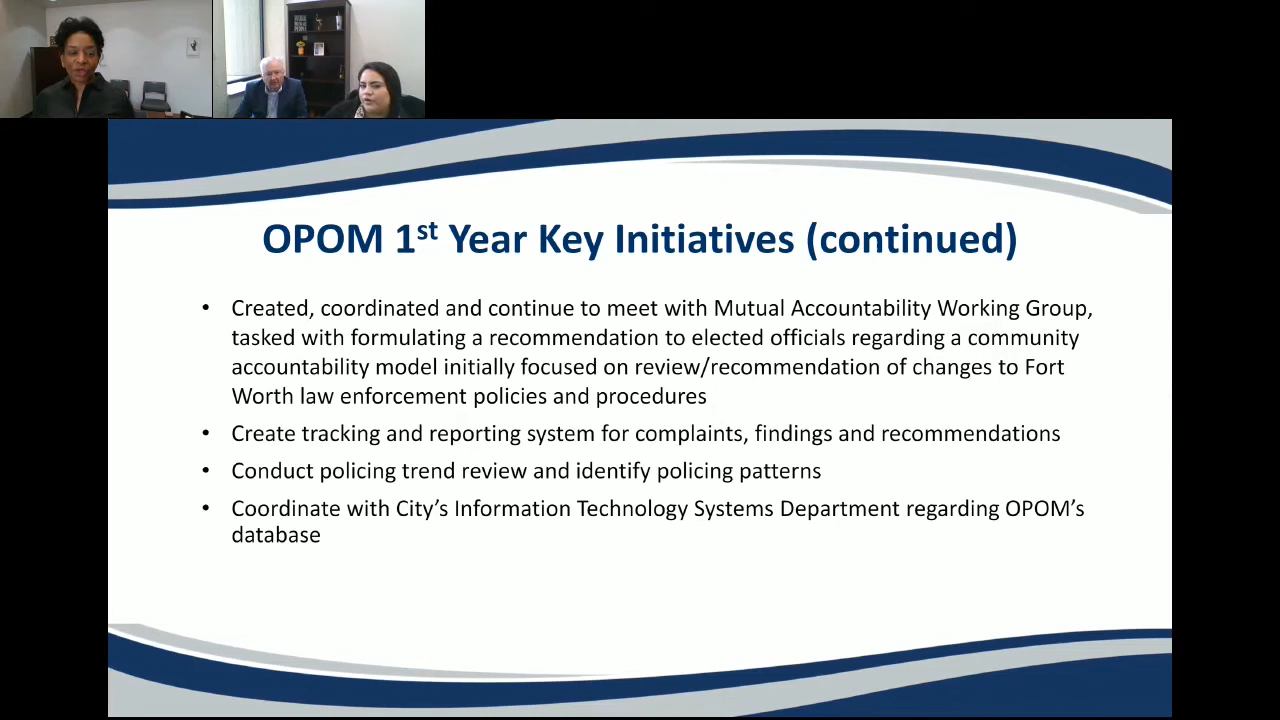 OPOM 1st Year Key Initiatives (continued)
• Created, coordinated and continue to meet with Mutual Accountability Working Group,
tasked with formulating a recommendation to elected officials regarding a community
accountability model initially focused on review/recommendation of changes to Fort
Worth law enforcement policies and procedures
• Create tracking and reporting system for complaints, findings and recommendations
• Conduct policing trend review and identify policing patterns
• Coordinate with City’s Information Technology Systems Department regarding OPOM’s
database